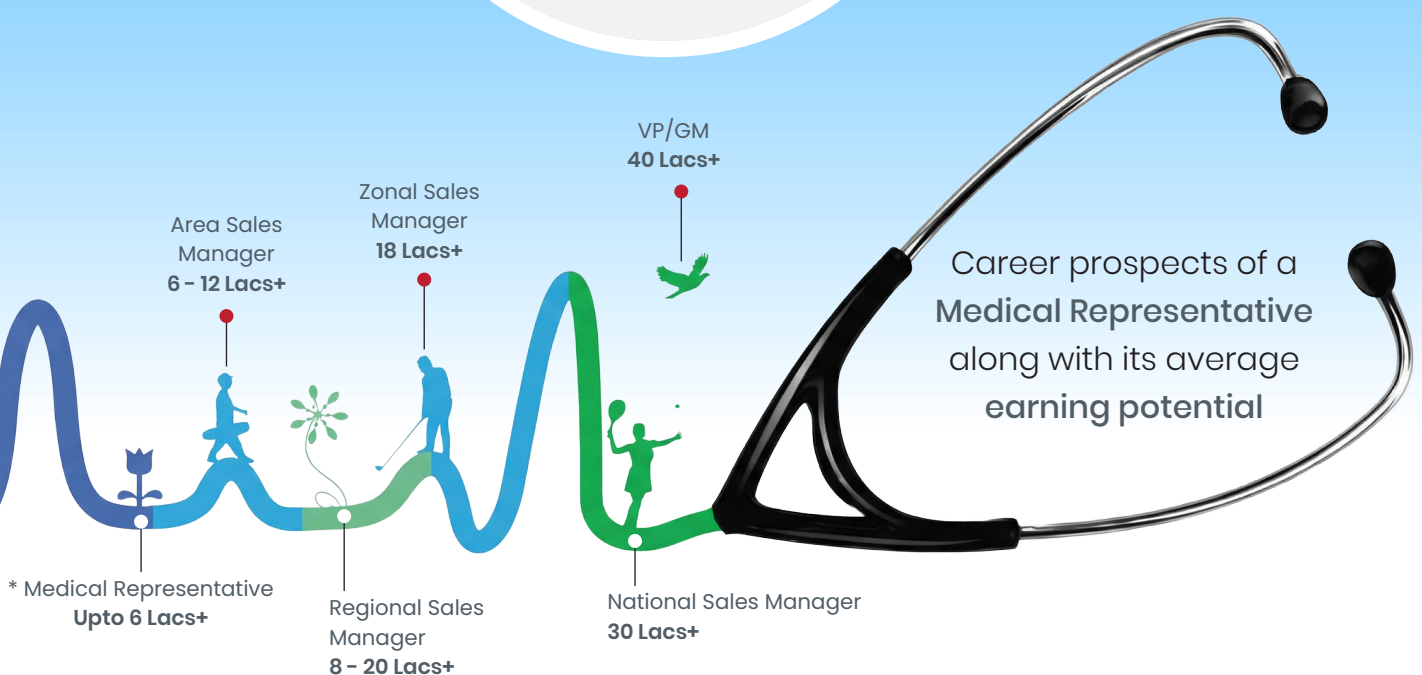 VP/GM
40 Lacs+
Zonal Sales
Manager
18 Lacs+
Area Sales
Manager
6 - 12 Lacs+
Career prospects of a
Medical Representative
along with its average
earning potential
* Medical Representative
Upto 6 Lacs+
Regional Sales
Manager
8 - 20 Lacs+
National Sales Manager
30 Lacs+